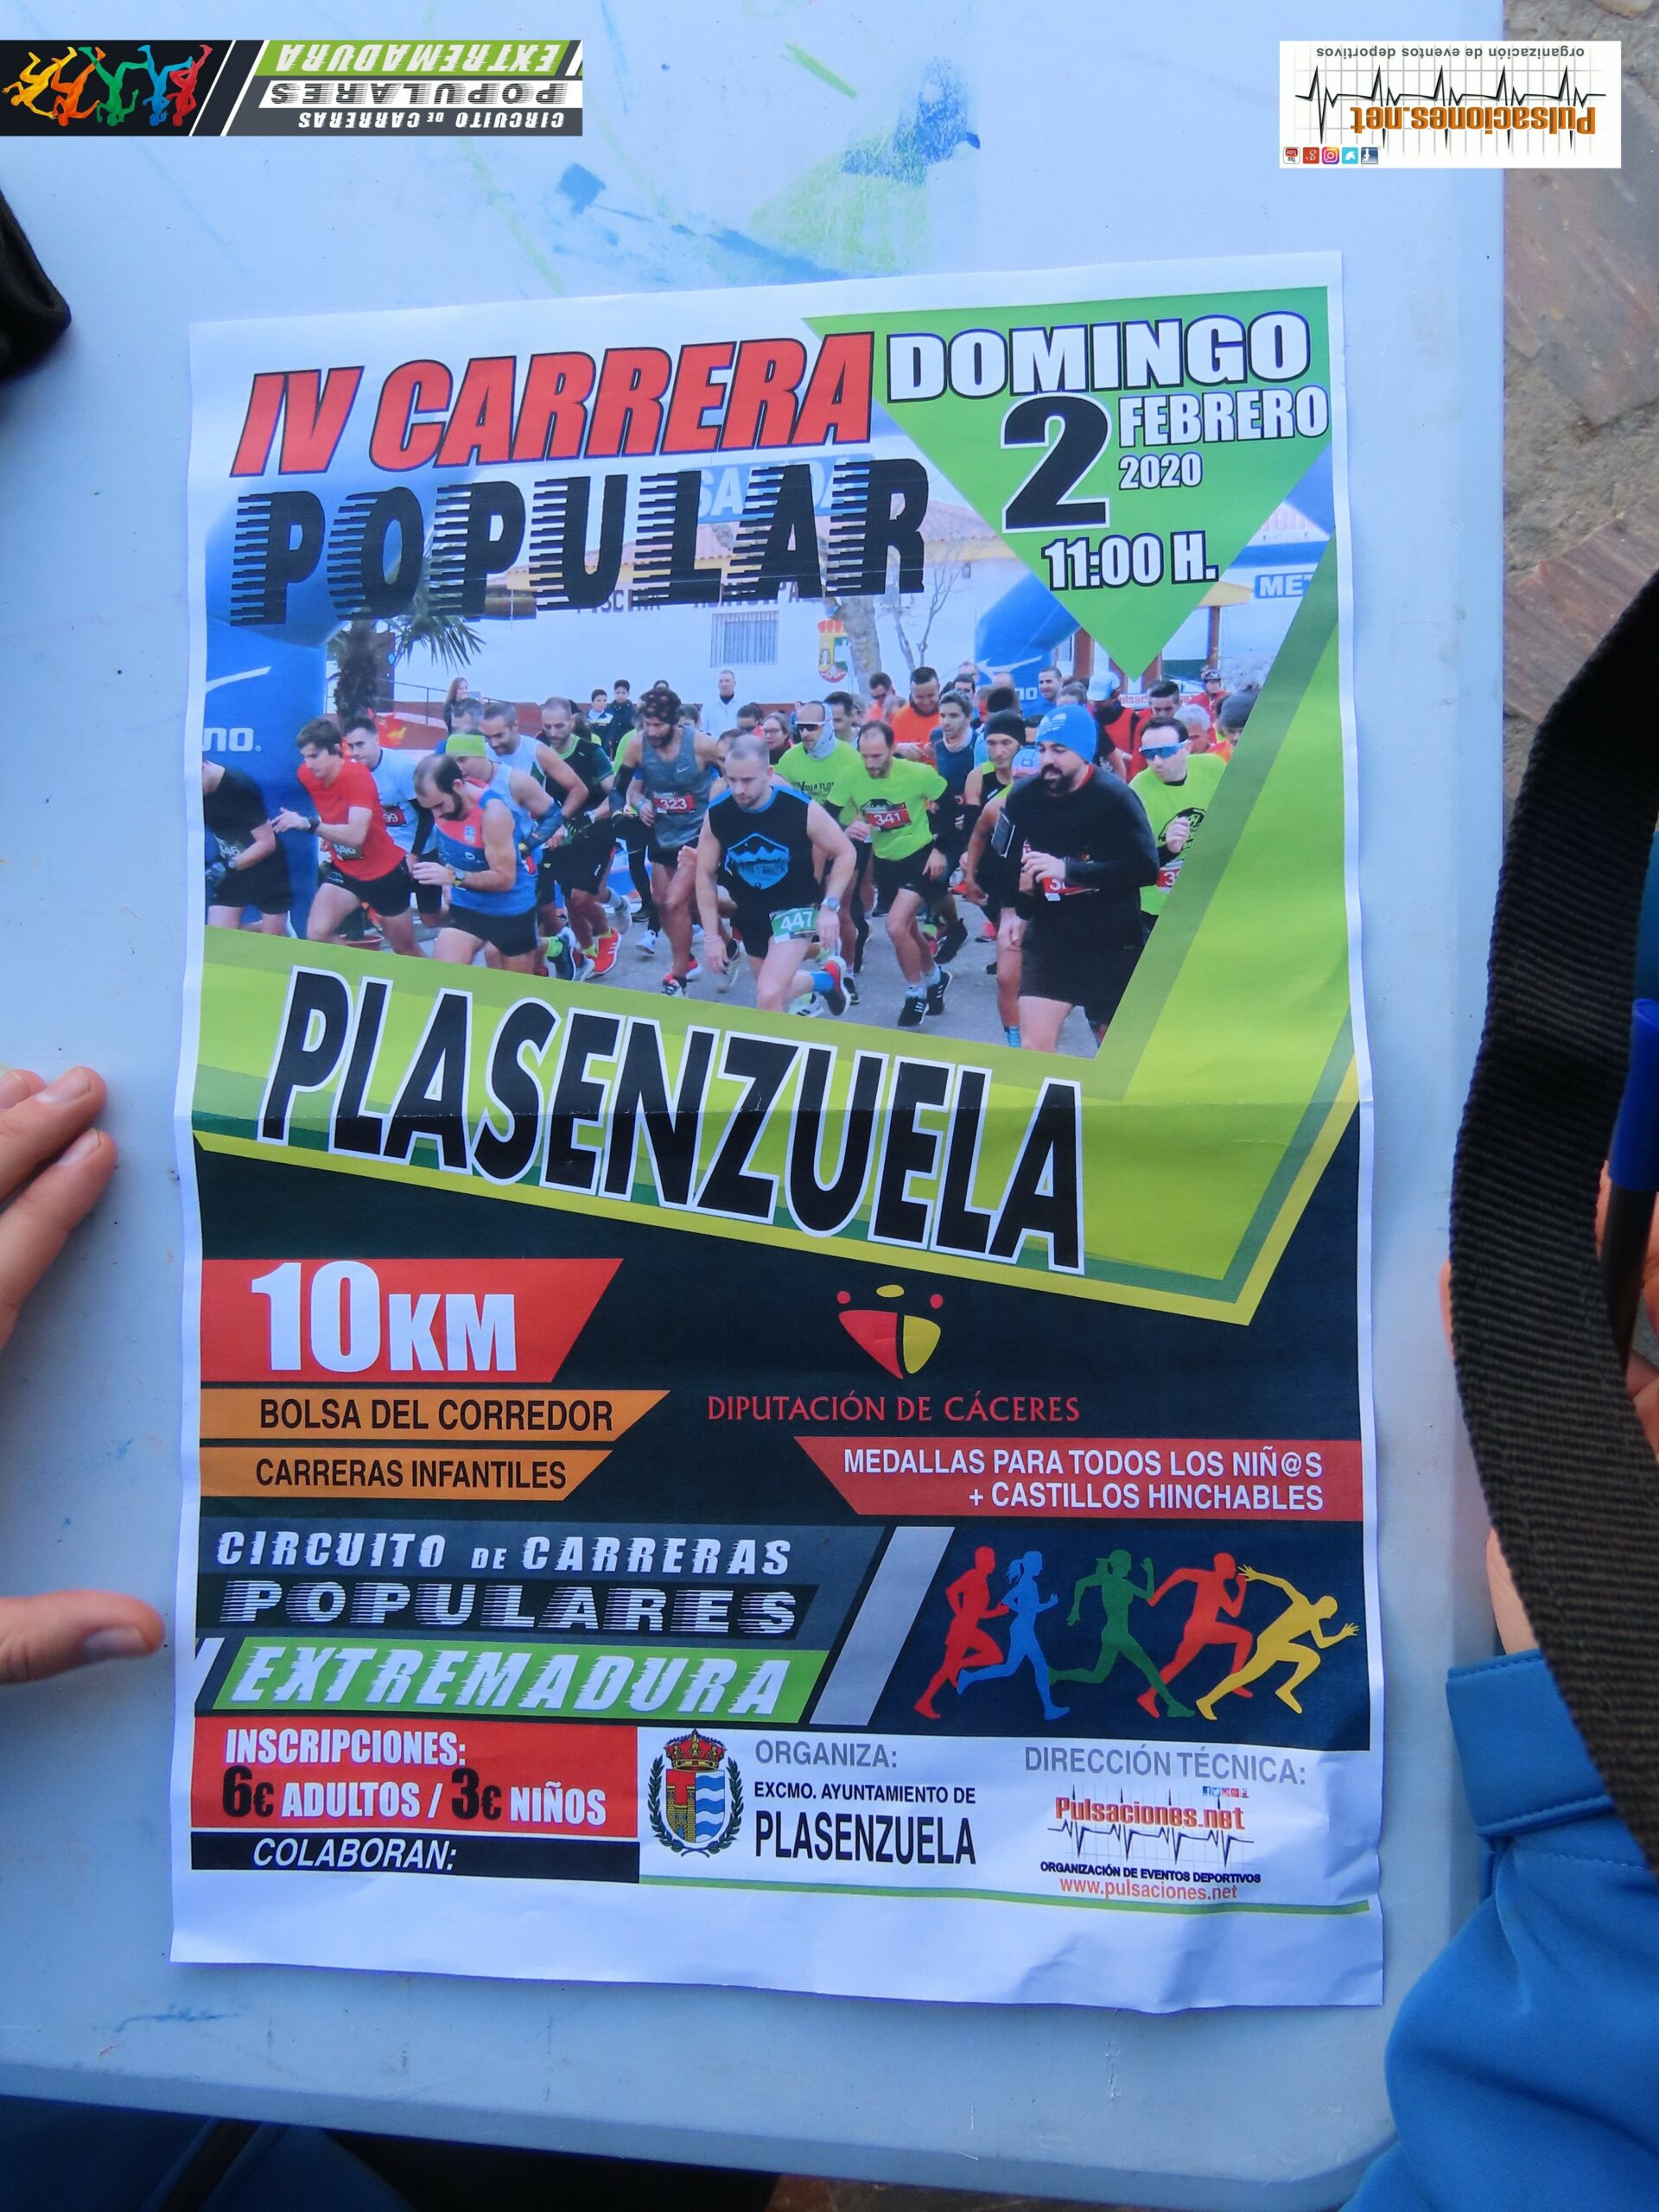 CIRCUITO DE CARRERAS
POPULARES
EXTREMADURA
Pulsaciones.net
organización de eventos deportivos
IV CARRERA
POPULAR
DOMINGO
2 FEBRERO
2020
11:00 H.
323
341
447
PLASENZUELA
10KM
BOLSA DEL CORREDOR
CARRERAS INFANTILES
DIPUTACIÓN DE CÁCERES
MEDALLAS PARA TODOS LOS NIÑ@S
+ CASTILLOS HINCHABLES
CIRCUITO DE CARRERAS
POPULARES
EXTREMADURA
INSCRIPCIONES:
6€ ADULTOS / 3€ NIÑOS
COLABORAN:
ORGANIZA:
EXCMO. AYUNTAMIENTO DE
PLASENZUELA
DIRECCIÓN TÉCNICA:
Pulsaciones.net
ORGANIZACIÓN DE EVENTOS DEPORTIVOS
www.pulsaciones.net